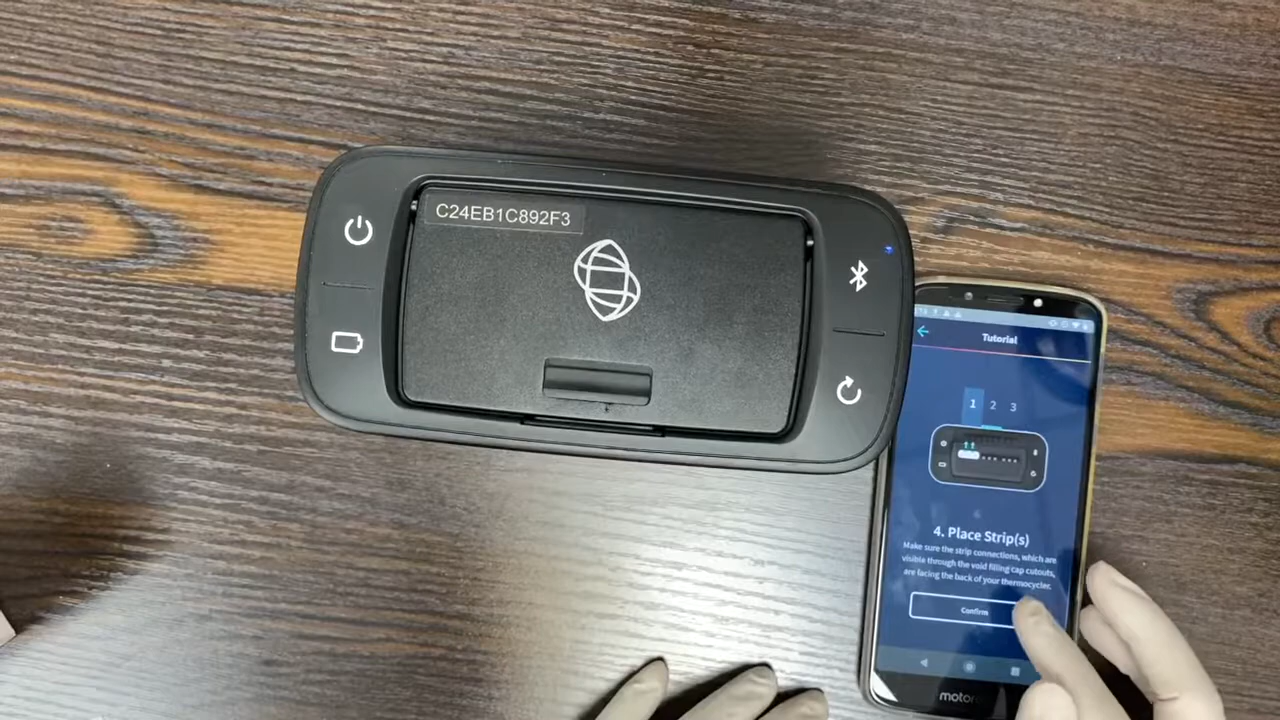 C24EB1C892F3
Tutorial
1 2 3
4. Place Strip(s)
Make sure the strip connections, which are
visible through the void filling cap cutouts,
are facing the back of your thermocycler.
Confirm